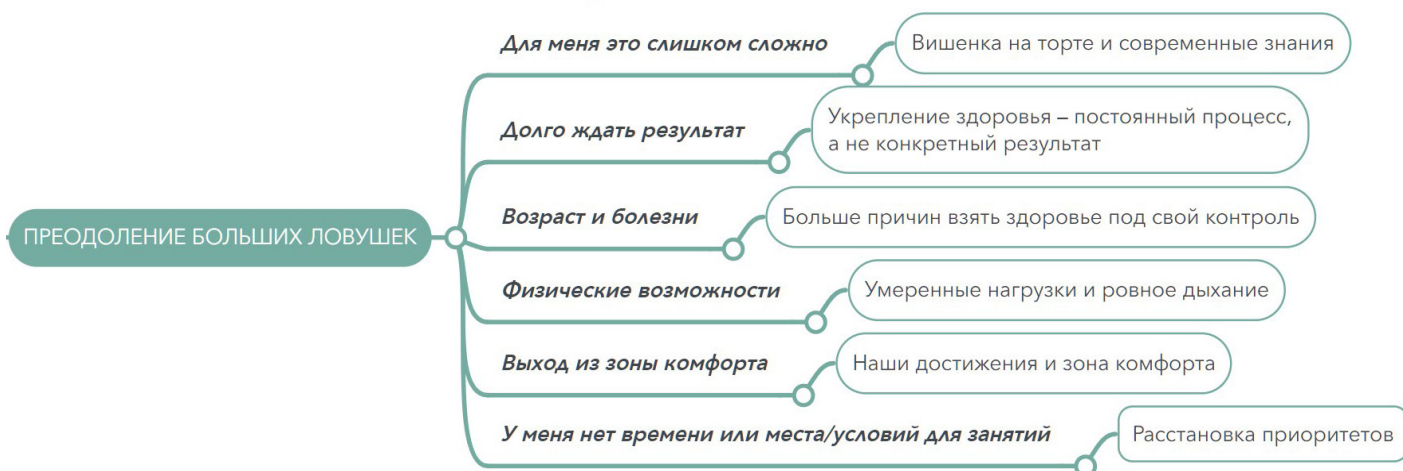 Для меня это слишком сложно
Вишенка на торте и современные знания
Долго ждать результат
Укрепление здоровья – постоянный процесс,
а не конкретный результат
Возраст и болезни
Больше причин взять здоровье под свой контроль
ПРЕОДОЛЕНИЕ БОЛЬШИХ ЛОВУШЕК
Физические возможности
Умеренные нагрузки и ровное дыхание
Выход из зоны комфорта
Наши достижения и зона комфорта
У меня нет времени или места/условий для занятий
Расстановка приоритетов